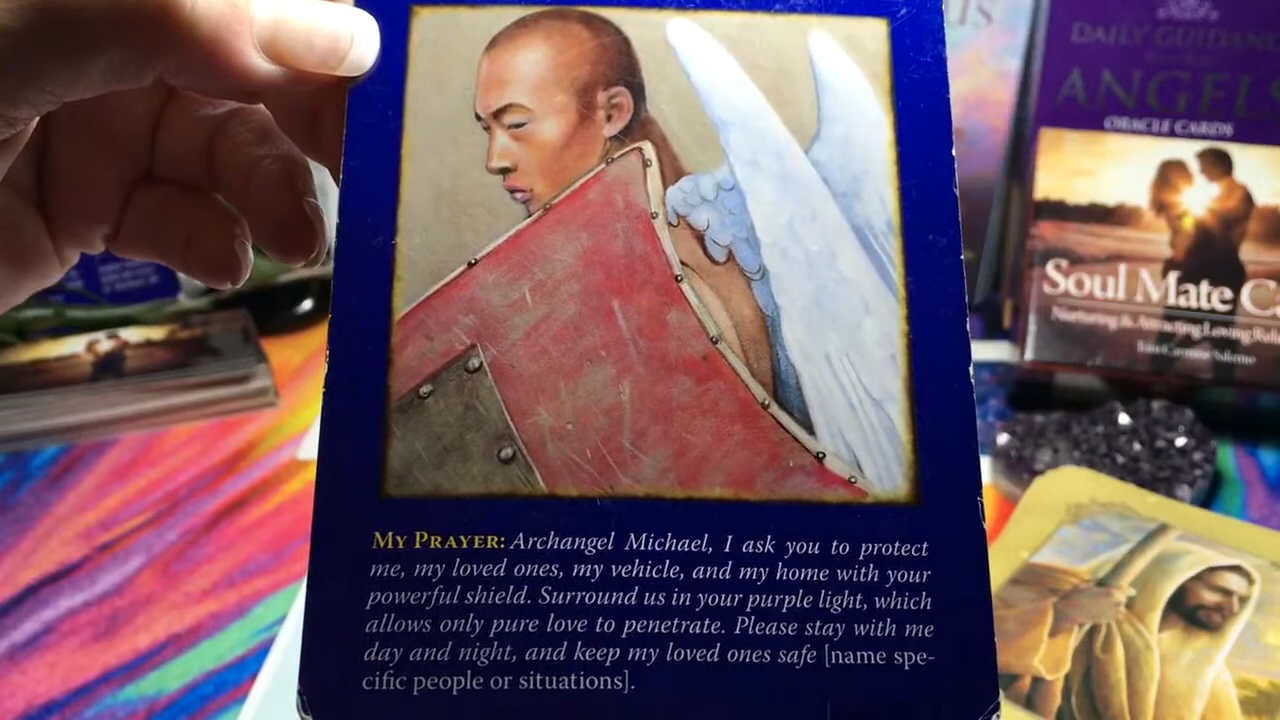 DAILY GUIDANC
ANGELS
ORACLE CARDS
Soul Mate C
Nurturing & Attracting Loving
MY PRAYER: Archangel Michael, I ask you to protect
me, my loved ones, my vehicle, and my home with your
powerful shield. Surround us in your purple light, which
allows only pure love to penetrate. Please stay with me
day and night, and keep my loved ones safe [name spe-
cific people or situations].